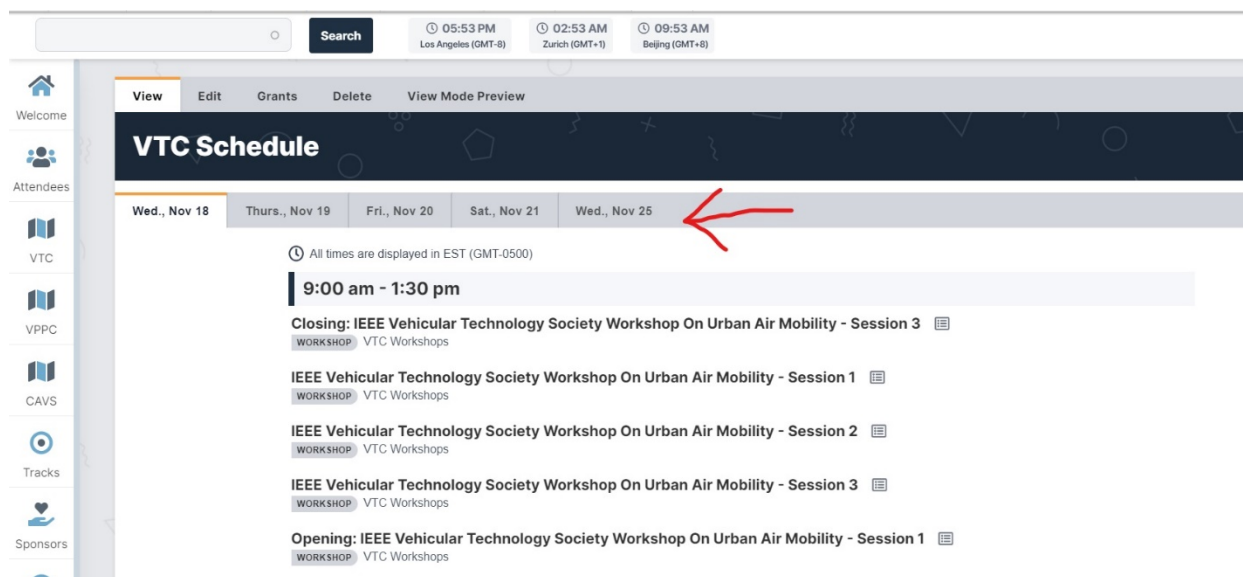 Search
05:53 PM
Los Angeles (GMT-8)
02:53 AM
Zurich (GMT+1)
09:53 AM
Beijing (GMT+8)
Welcome
Attendees
VTC
VPPC
CAVS
Tracks
Sponsors
View Edit Grants Delete View Mode Preview
VTC Schedule
Wed., Nov 18 Thurs., Nov 19 Fri., Nov 20 Sat., Nov 21 Wed., Nov 25
All times are displayed in EST (GMT-0500)
9:00 am - 1:30 pm
Closing: IEEE Vehicular Technology Society Workshop On Urban Air Mobility - Session 3
WORKSHOP VTC Workshops
IEEE Vehicular Technology Society Workshop On Urban Air Mobility - Session 1
WORKSHOP VTC Workshops
IEEE Vehicular Technology Society Workshop On Urban Air Mobility - Session 2
WORKSHOP VTC Workshops
IEEE Vehicular Technology Society Workshop On Urban Air Mobility - Session 3
WORKSHOP VTC Workshops
Opening: IEEE Vehicular Technology Society Workshop On Urban Air Mobility - Session 1
WORKSHOP VTC Workshops